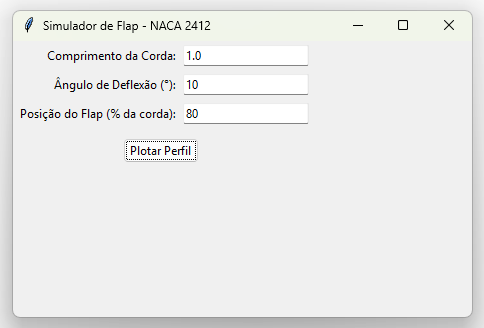 Simulador de Flap - NACA 2412
Comprimento da Corda: 1.0
Ângulo de Deflexão (°): 10
Posição do Flap (% da corda): 80
Plotar Perfil